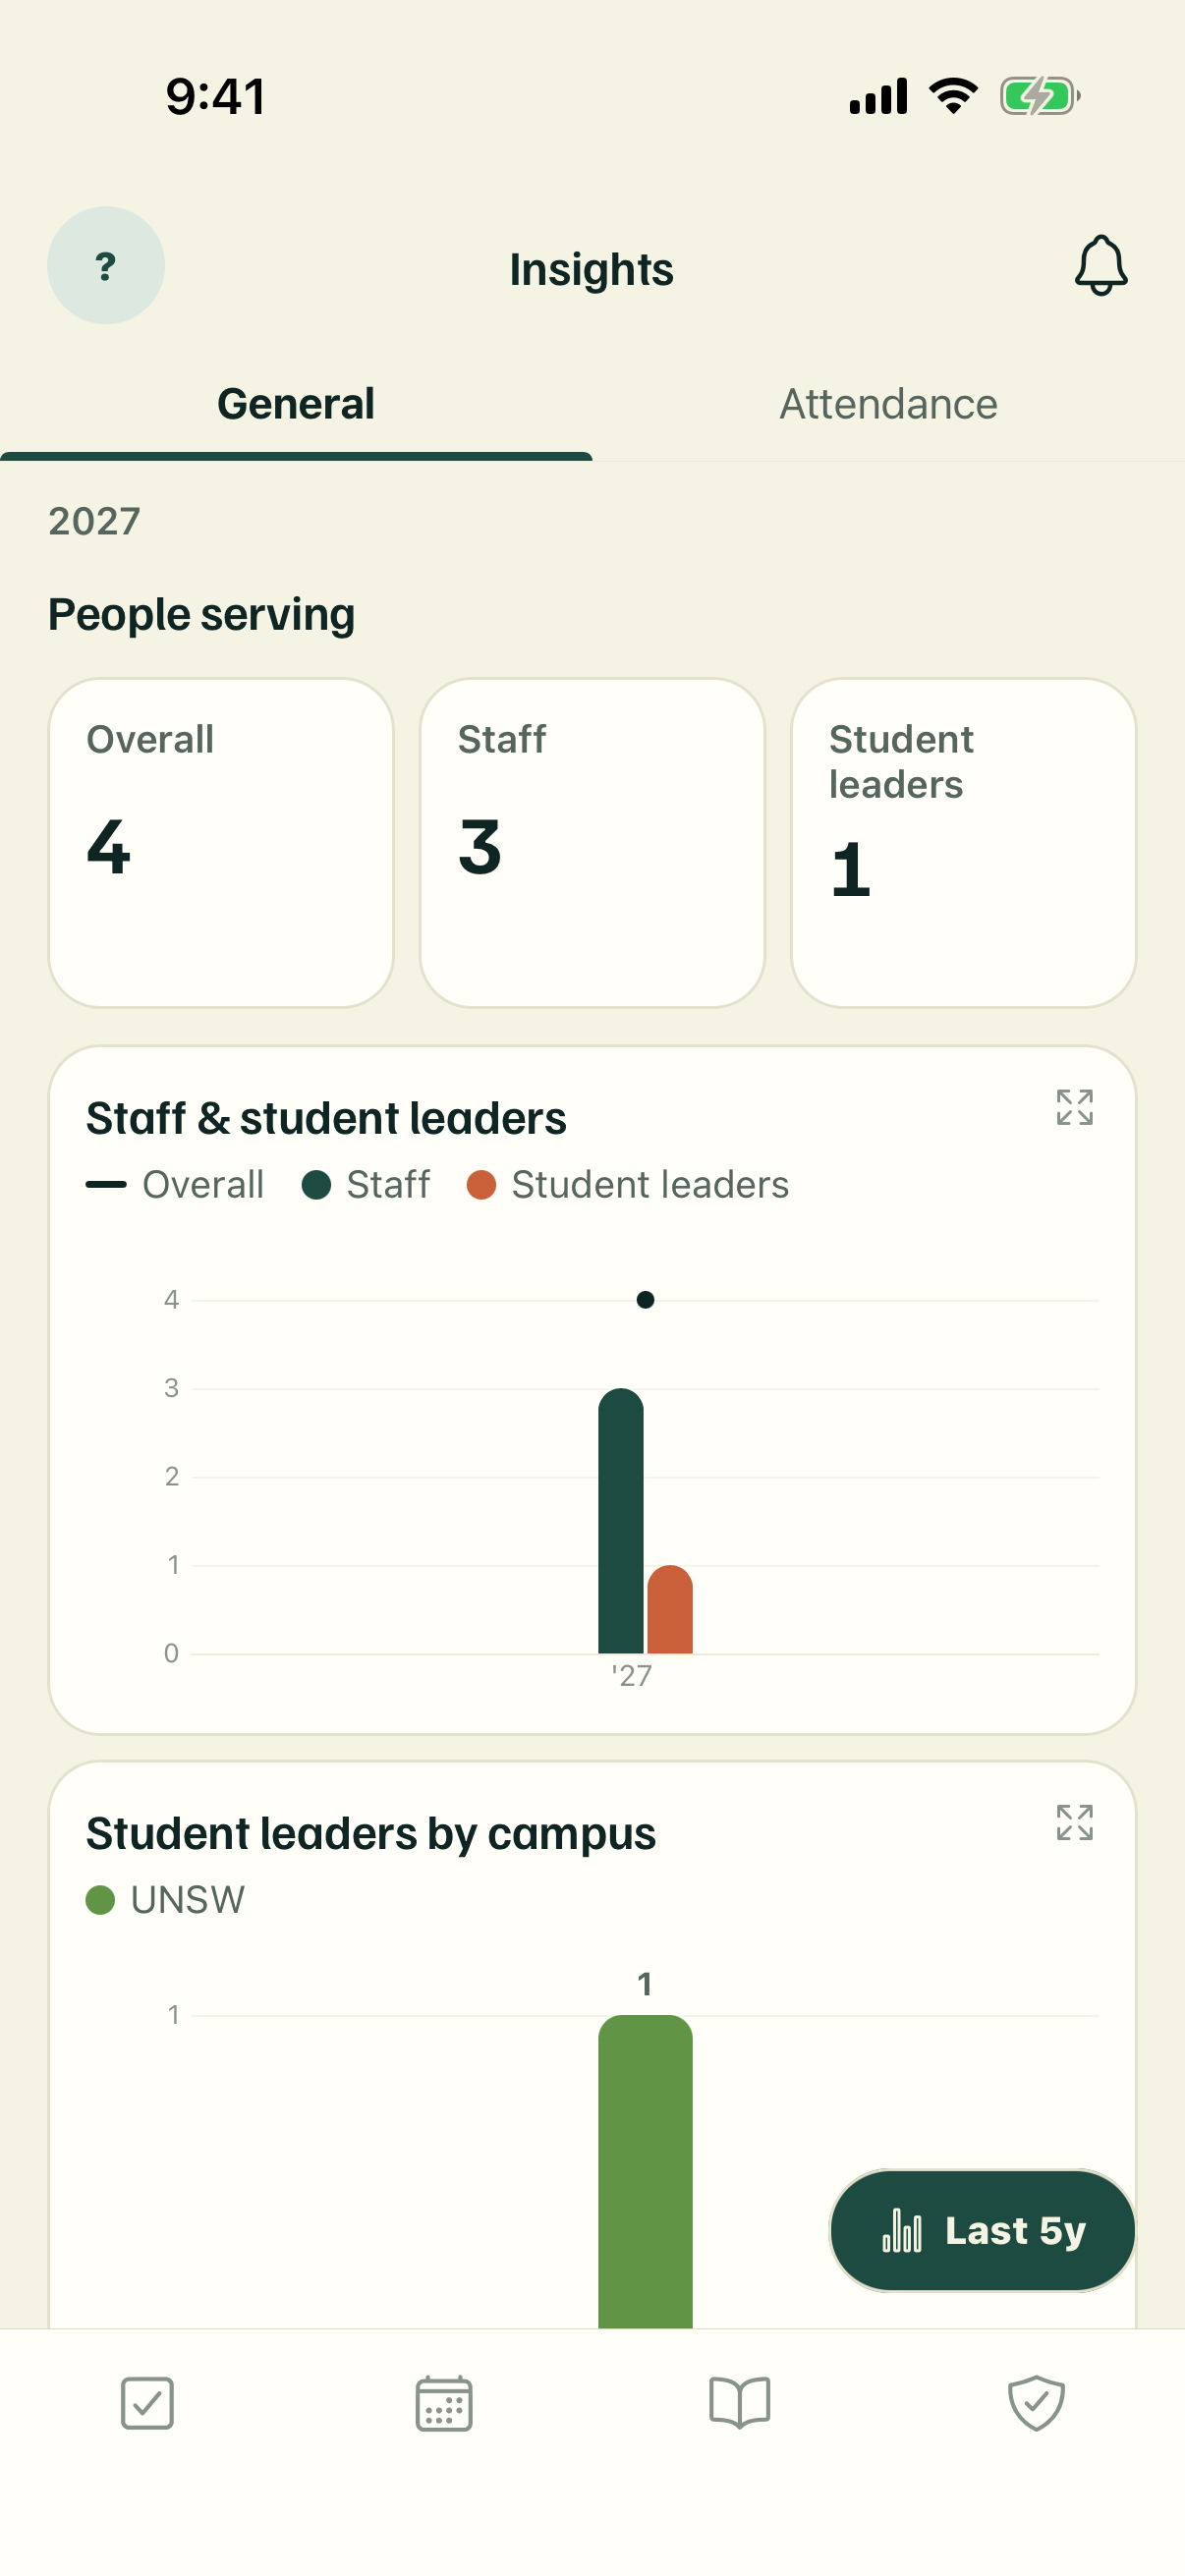 9:41
?
Insights
General
Attendance
2027
People serving
Overall
Staff
Student
leaders
4
3
1
Staff & student leaders
Overall
Staff
Student leaders
4
3
2
1
0
'27
Student leaders by campus
UNSW
1
1
Last 5y